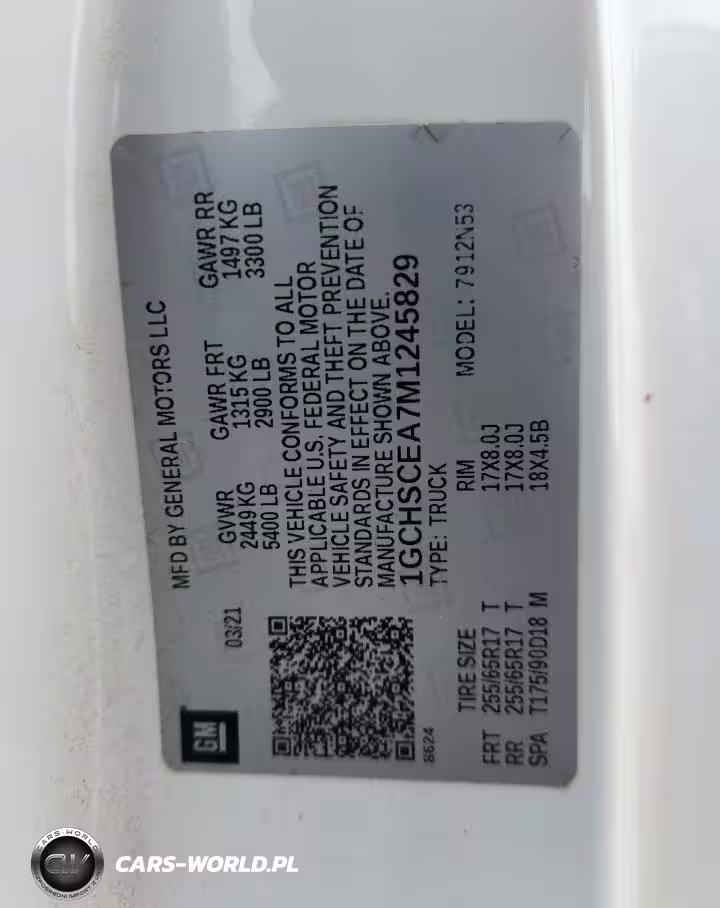 MFD BY GENERAL MOTORS LLC
03/21
GVWR GAWR FRT GAWR RR
2449 KG 1315 KG 1497 KG
5400 LB 2900 LB 3300 LB
THIS VEHICLE CONFORMS TO ALL
APPLICABLE U.S. FEDERAL MOTOR
VEHICLE SAFETY AND THEFT PREVENTION
STANDARDS IN EFFECT ON THE DATE OF
MANUFACTURE SHOWN ABOVE.
1GCHSCEA7M1245829
TYPE: TRUCK MODEL: 7912N53
GM
8624
TIRE SIZE RIM
FRT 255/65R17 T 17X8.0J
RR 255/65R17 T 17X8.0J
SPA T175/90D18 M 18X4.5B
CARS-WORLD
CW
CARS-WORLD.PL